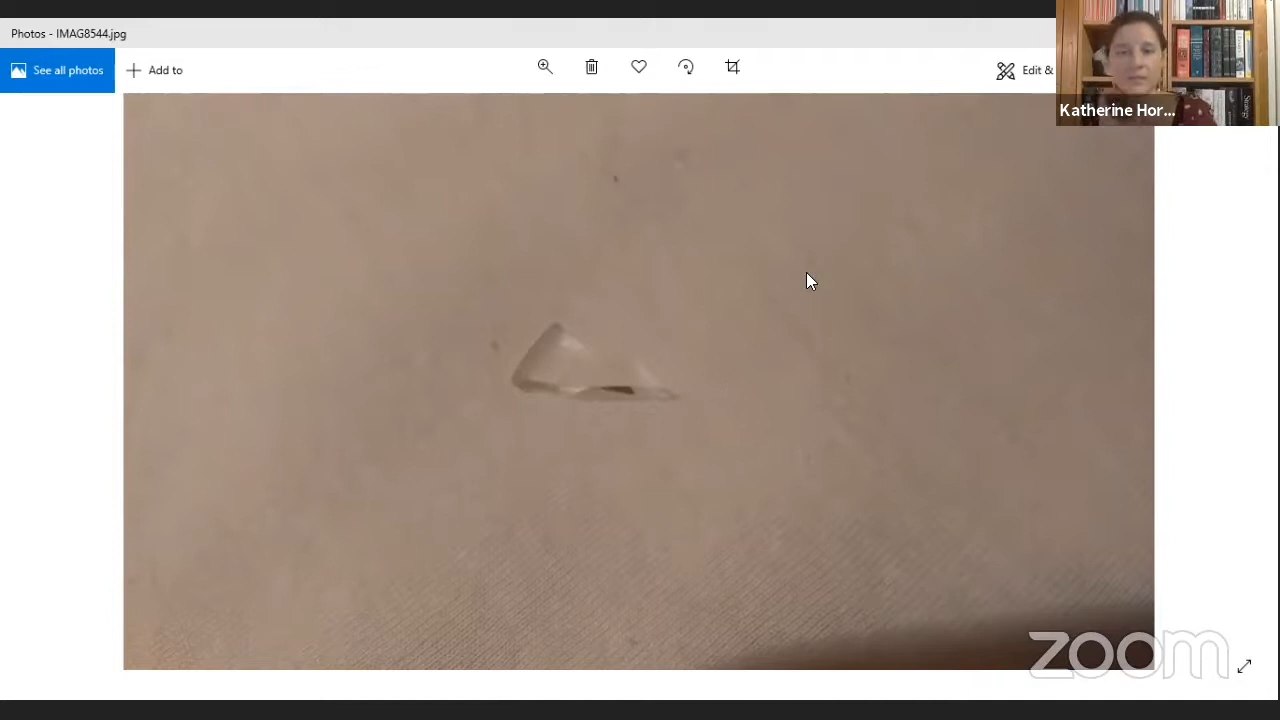 Photos - IMAG8544.jpg
See all photos
Add to
Edit &
Katherine Hor...
zoom